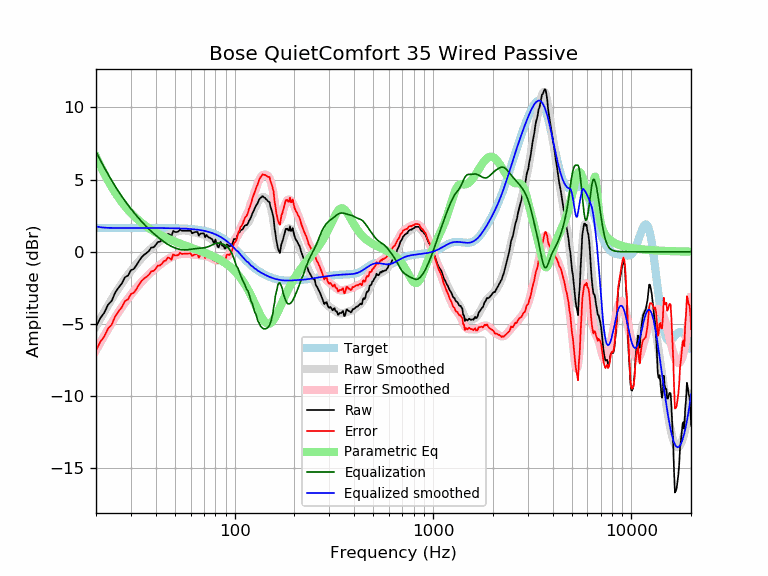 Bose QuietComfort 35 Wired Passive
Amplitude (dBr)
10
5
0
−5
−10
−15
Target
Raw Smoothed
Error Smoothed
Raw
Error
Parametric Eq
Equalization
Equalized smoothed
100
1000
10000
Frequency (Hz)